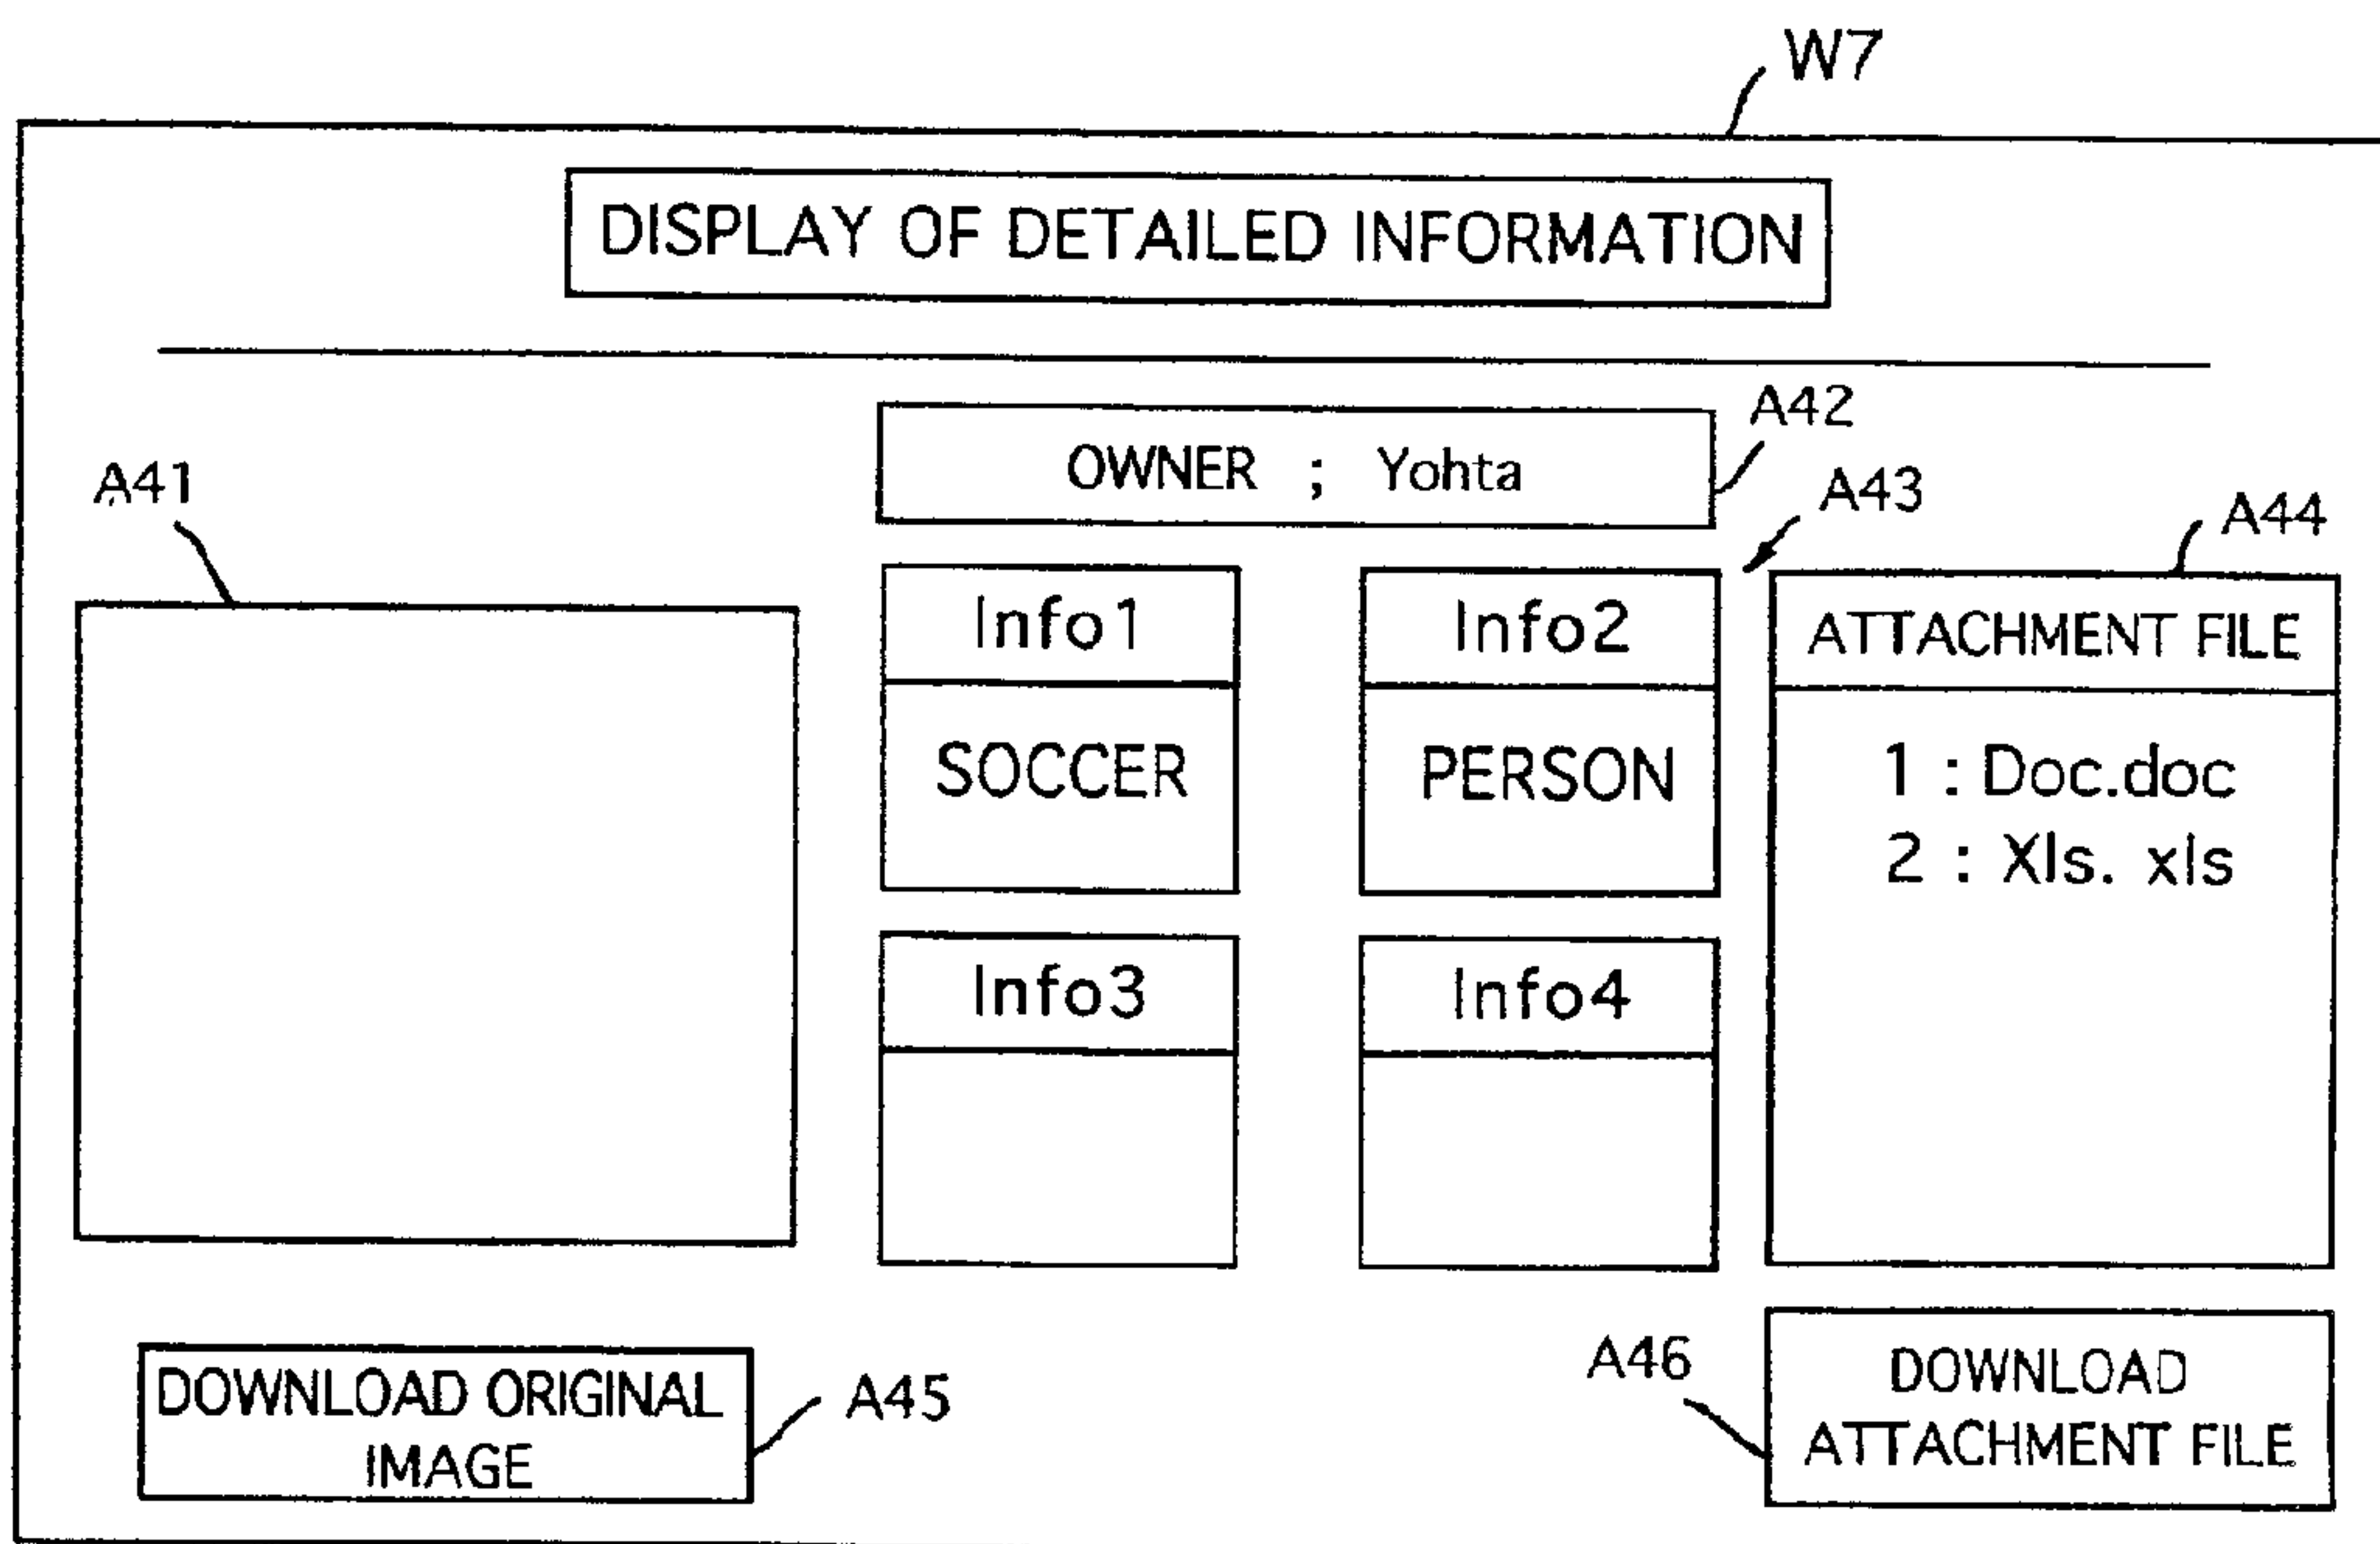 W7
DISPLAY OF DETAILED INFORMATION
A42
OWNER ; Yohta
A41
A43
A44
Info1
Info2
ATTACHMENT FILE
SOCCER
PERSON
1 : Doc.doc
2 : Xls. xls
Info3
Info4
A45
DOWNLOAD ORIGINAL
IMAGE
A46
DOWNLOAD
ATTACHMENT FILE